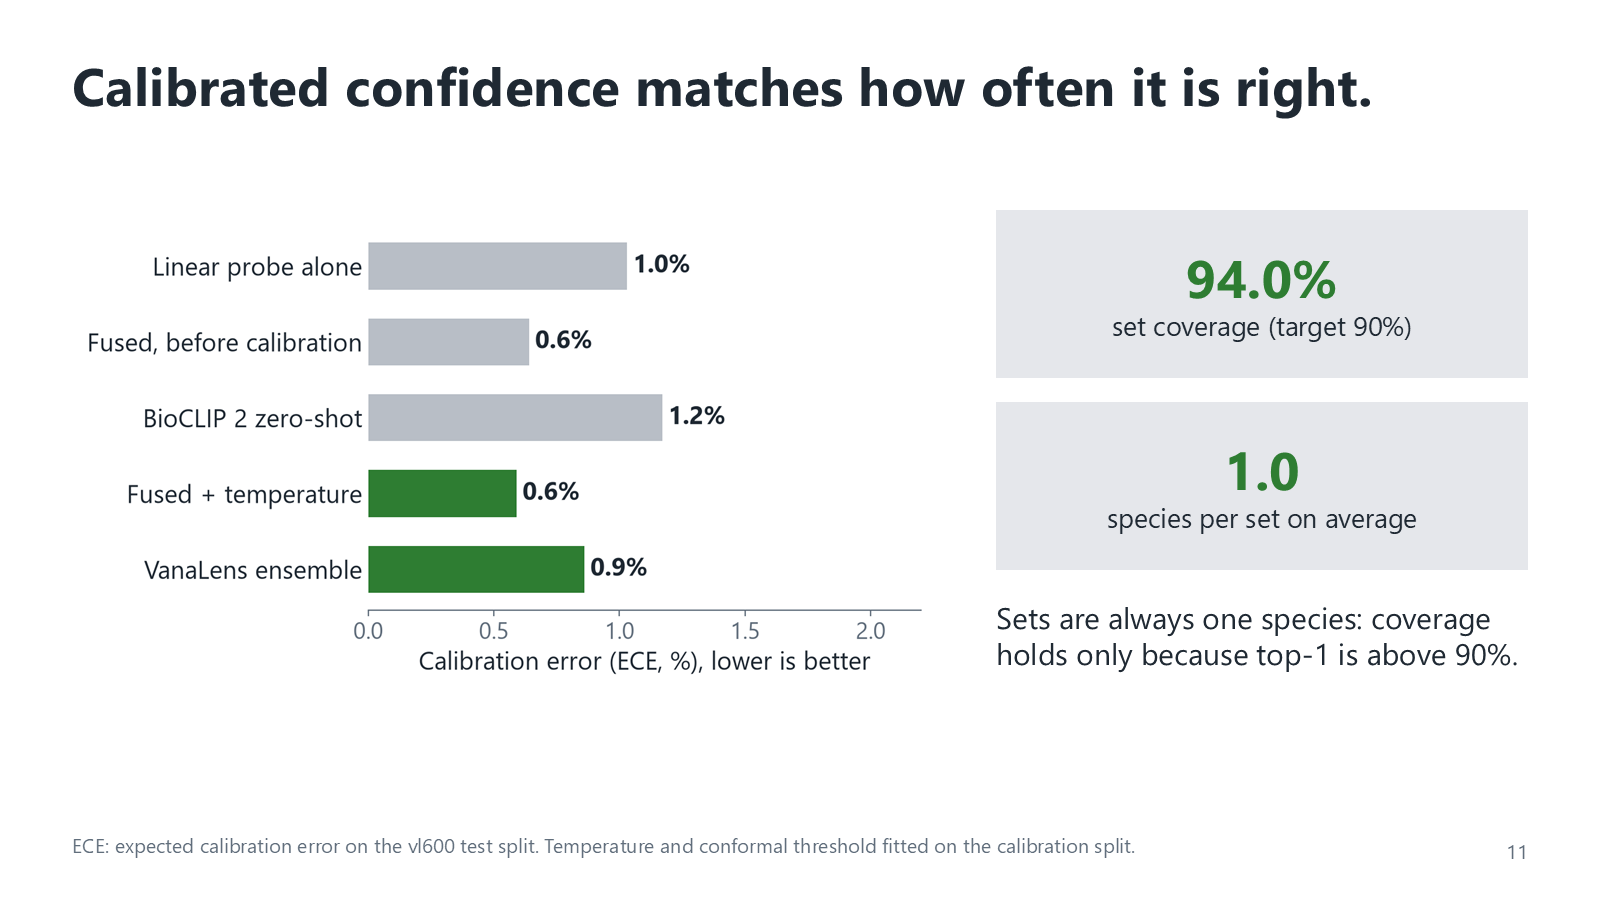 Calibrated confidence matches how often it is right.
Linear probe alone
1.0%
Fused, before calibration
0.6%
BioCLIP 2 zero-shot
1.2%
Fused + temperature
0.6%
VanaLens ensemble
0.9%
0.0 0.5 1.0 1.5 2.0
Calibration error (ECE, %), lower is better
94.0%
set coverage (target 90%)
1.0
species per set on average
Sets are always one species: coverage
holds only because top-1 is above 90%.
ECE: expected calibration error on the vl600 test split. Temperature and conformal threshold fitted on the calibration split.
11